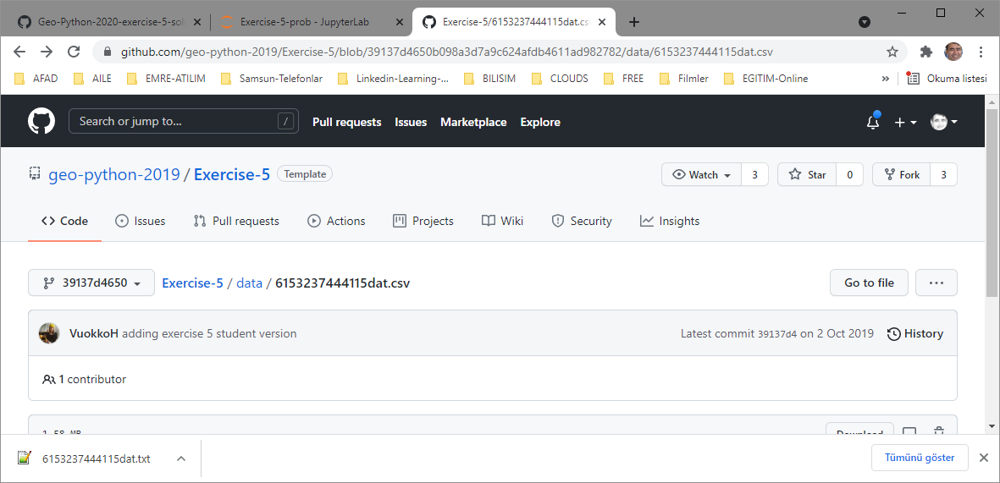 Geo-Python-2020-exercise-5-sol
Exercise-5-prob - JupyterLab
Exercise-5/6153237444115dat.csv
github.com/geo-python-2019/Exercise-5/blob/39137d4650b098a3d7a9c624afdb4611ad982782/data/6153237444115dat.csv
AFAD AILE EMRE-ATILIM Samsun-Telefonlar Linkedin-Learning-... BILISIM CLOUDS FREE Filmler EGITIM-Online » Okuma listesi
Search or jump to... / Pull requests Issues Marketplace Explore
geo-python-2019 / Exercise-5 Template Watch 3 Star 0 Fork 3
Code Issues Pull requests Actions Projects Wiki Security Insights
39137d4650 Exercise-5 / data / 6153237444115dat.csv Go to file ...
VuokkoH adding exercise 5 student version Latest commit 39137d4 on 2 Oct 2019 History
1 contributor
1.58 MB Download
6153237444115dat.txt Tümünü göster